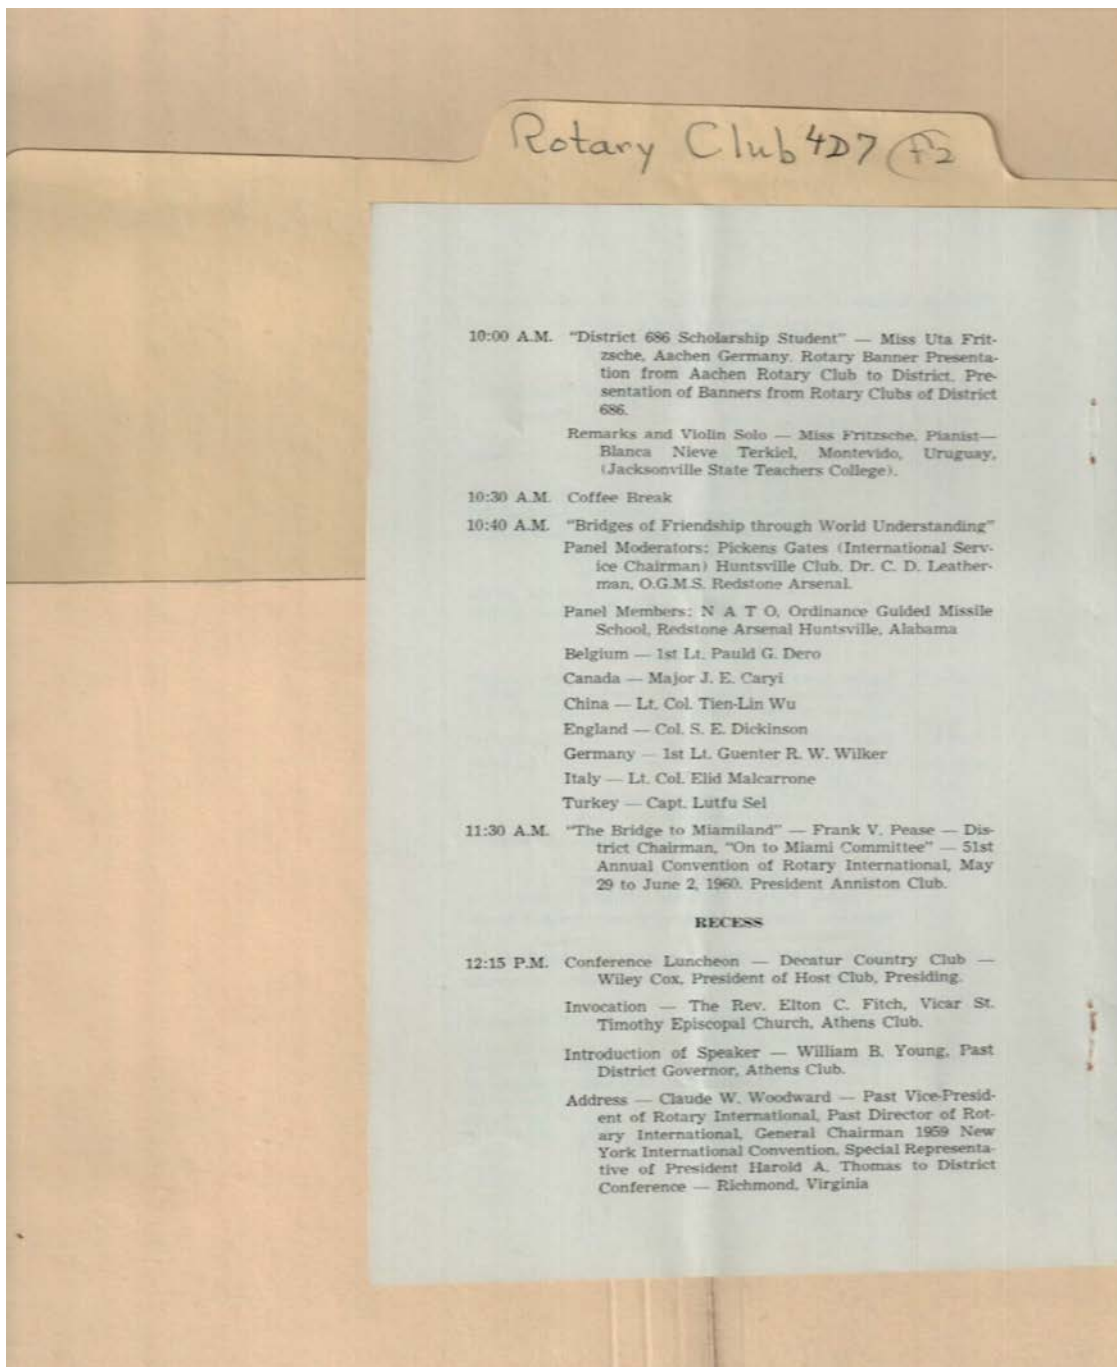 Rotary Club 4D7 F2
10:00 A.M. "District 686 Scholarship Student" — Miss Uta Frit-
zsche, Aachen Germany. Rotary Banner Presenta-
tion from Aachen Rotary Club to District. Pre-
sentation of Banners from Rotary Clubs of District
686.
Remarks and Violin Solo — Miss Fritzsche, Pianist—
Blanca Nieve Terkiel, Montevido, Uruguay,
(Jacksonville State Teachers College).
10:30 A.M. Coffee Break
10:40 A.M. "Bridges of Friendship through World Understanding"
Panel Moderators: Pickens Gates (International Serv-
ice Chairman) Huntsville Club. Dr. C. D. Leather-
man, O.G.M.S. Redstone Arsenal.
Panel Members: N A T O, Ordinance Guided Missile
School, Redstone Arsenal Huntsville, Alabama
Belgium — 1st Lt. Pauld G. Dero
Canada — Major J. E. Caryi
China — Lt. Col. Tien-Lin Wu
England — Col. S. E. Dickinson
Germany — 1st Lt. Guenter R. W. Wilker
Italy — Lt. Col. Elid Malcarrone
Turkey — Capt. Lutfu Sel
11:30 A.M. "The Bridge to Miamiland" — Frank V. Pease — Dis-
trict Chairman, "On to Miami Committee" — 51st
Annual Convention of Rotary International, May
29 to June 2, 1960. President Anniston Club.
RECESS
12:15 P.M. Conference Luncheon — Decatur Country Club —
Wiley Cox, President of Host Club, Presiding.
Invocation — The Rev. Elton C. Fitch, Vicar St.
Timothy Episcopal Church, Athens Club.
Introduction of Speaker — William B. Young, Past
District Governor, Athens Club.
Address — Claude W. Woodward — Past Vice-Presid-
ent of Rotary International, Past Director of Rot-
ary International, General Chairman 1959 New
York International Convention, Special Representa-
tive of President Harold A. Thomas to District
Conference — Richmond, Virginia